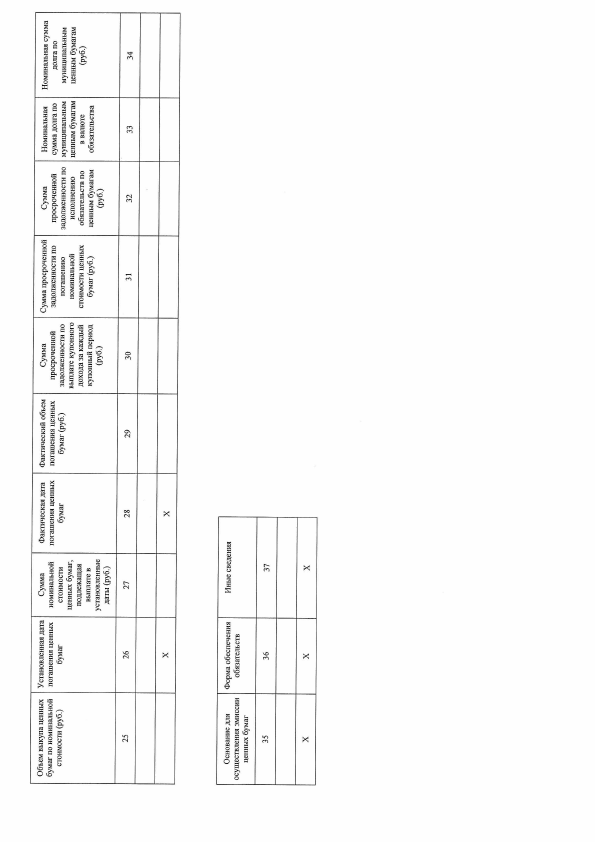 Объем выкупа ценных
бумаг по номинальной
стоимости (руб.)
Установленная дата
погашения ценных
бумаг
Сумма
номинальной
стоимости
ценных бумаг,
подлежащая
выплате в
установленные
даты (руб.)
Фактическая дата
погашения ценных
бумаг
Фактический объем
погашения ценных
бумаг (руб.)
Сумма
просроченной
задолженности по
выплате купонного
дохода за каждый
купонный период
(руб.)
Сумма просроченной
задолженности по
погашению
номинальной
стоимости ценных
бумаг (руб.)
Сумма
просроченной
задолженности по
исполнению
обязательств по
ценным бумагам
(руб.)
Номинальная
сумма долга по
муниципальным
ценным бумагам
в валюте
обязательства
Номинальная сумма
долга по
муниципальным
ценным бумагам
(руб.)
25 26 27 28 29 30 31 32 33 34
X X
Основание для
осуществления эмиссии
ценных бумаг
Форма обеспечения
обязательств
Иные сведения
35 36 37
X X X